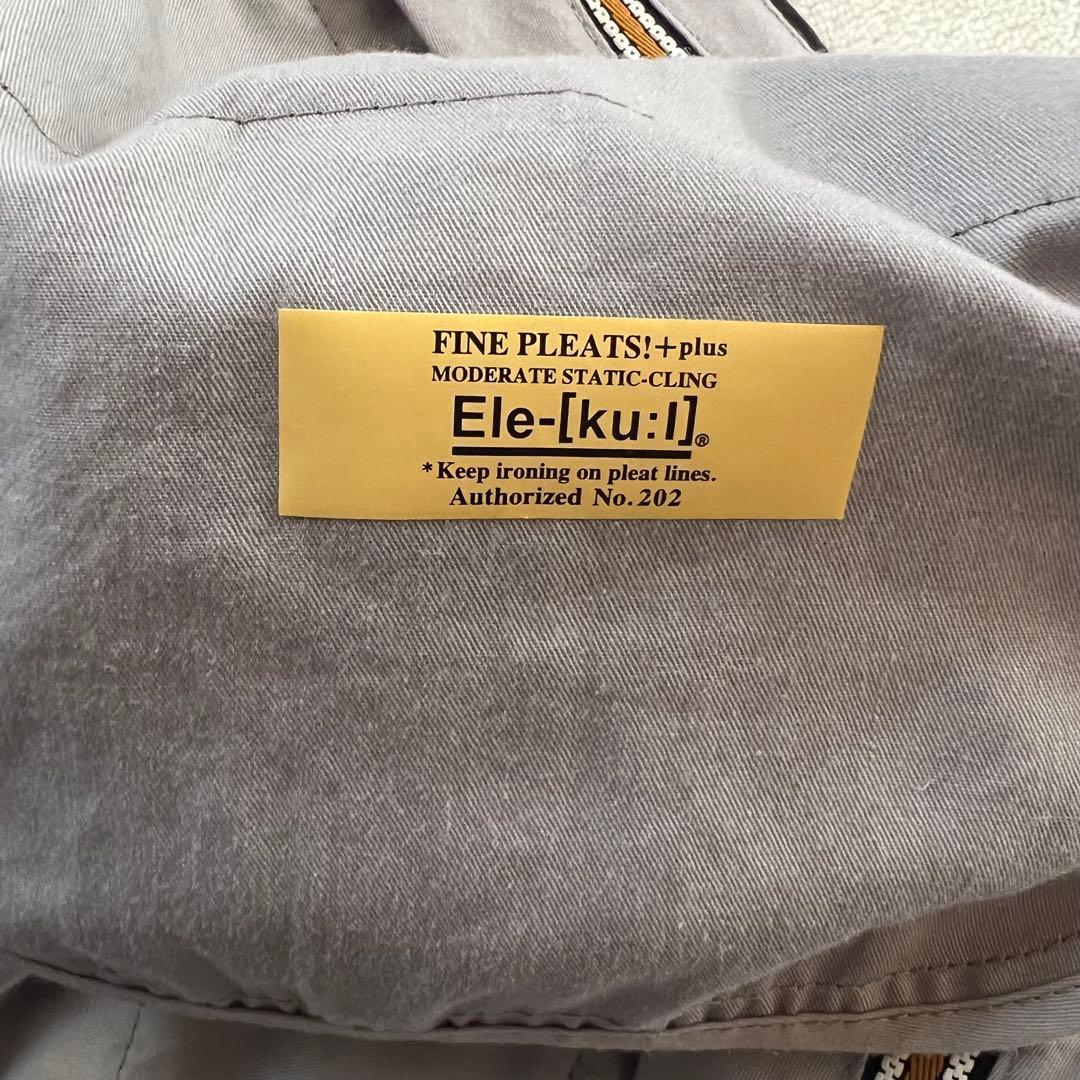 FINE PLEATS!+plus
MODERATE STATIC-CLING
Ele-[ku:l]®
*Keep ironing on pleat lines.
Authorized No.202